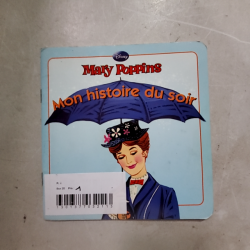 Disney
Mary Poppins
Mon histoire du soir